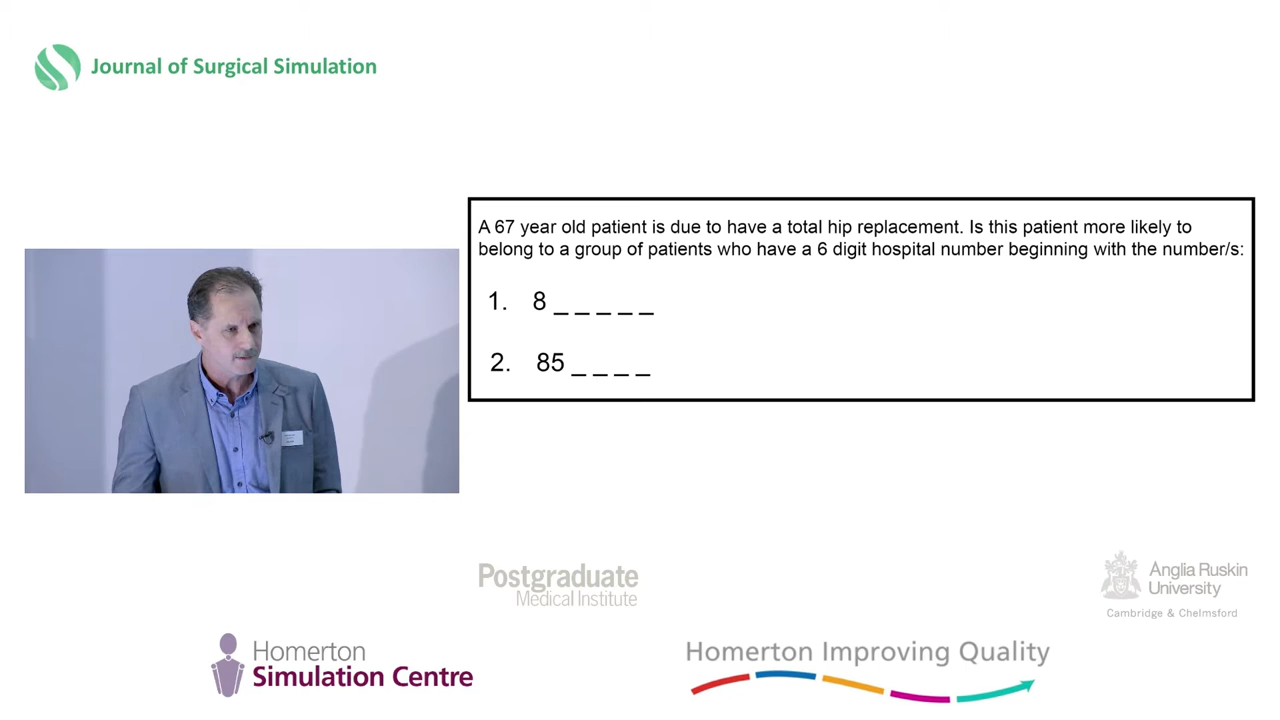 Journal of Surgical Simulation
A 67 year old patient is due to have a total hip replacement. Is this patient more likely to
belong to a group of patients who have a 6 digit hospital number beginning with the number/s:
1. 8 _ _ _ _ _
2. 85 _ _ _ _
Postgraduate
Medical Institute
Anglia Ruskin
University
Cambridge & Chelmsford
Homerton
Simulation Centre
Homerton Improving Quality